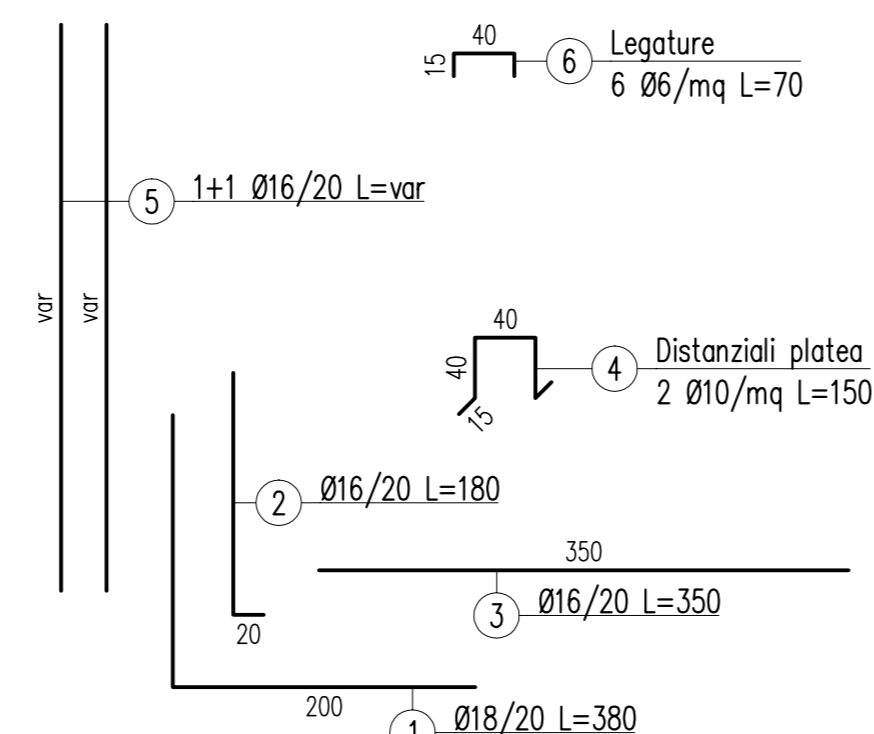 40
15
6
Legature
6 Ø6/mq L=70
5
1+1 Ø16/20 L=var
var
var
40
40
15
4
Distanziali platea
2 Ø10/mq L=150
2
Ø16/20 L=180
20
350
3
Ø16/20 L=350
200
1
Ø18/20 L=380